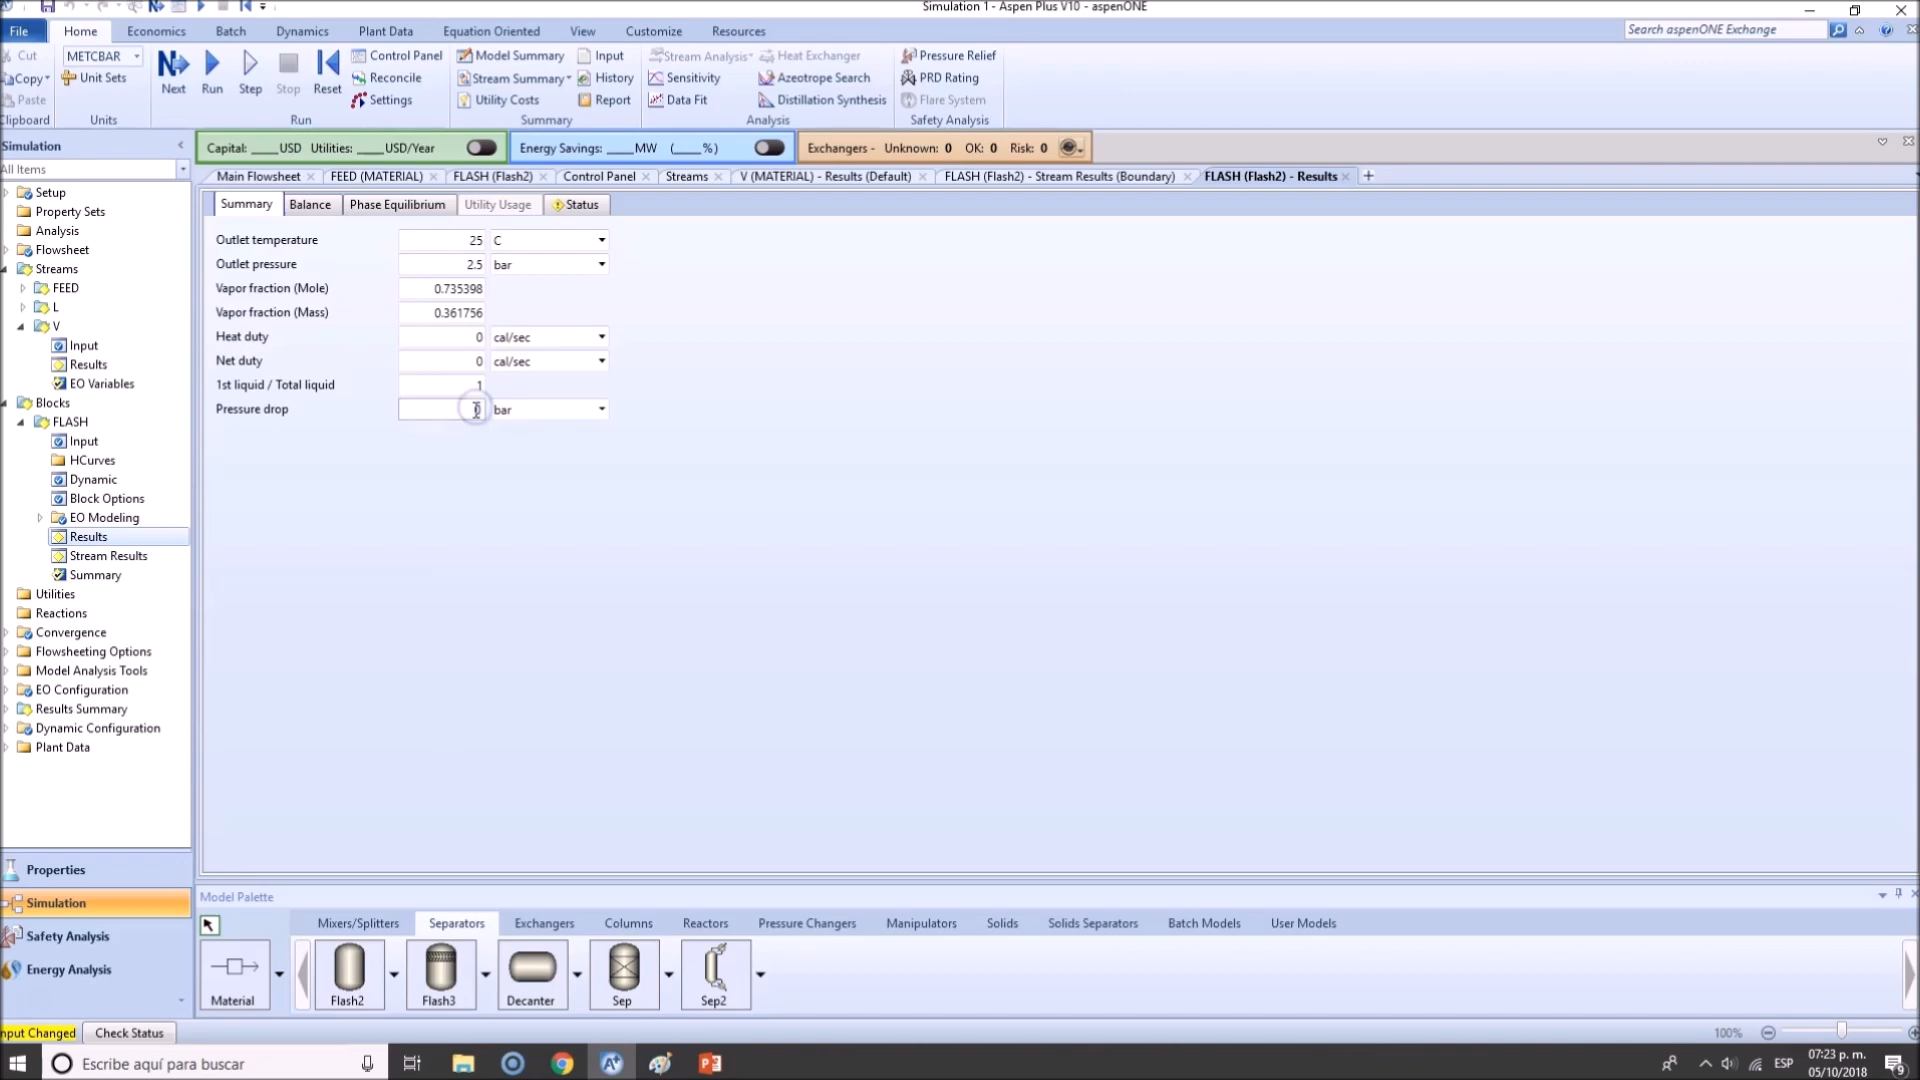 Simulation 1 - Aspen Plus V10 - aspenONE
File Home Economics Batch Dynamics Plant Data Equation Oriented View Customize Resources Search aspenONE Exchange
Cut METCBAR Control Panel Model Summary Input Stream Analysis Heat Exchanger Pressure Relief
Copy Unit Sets Next Run Step Stop Reset Reconcile Stream Summary History Sensitivity Azeotrope Search PRD Rating
Paste Settings Utility Costs Report Data Fit Distillation Synthesis Flare System
Clipboard Units Run Summary Analysis Safety Analysis
Simulation
All Items
Capital: ____USD Utilities: ____USD/Year Energy Savings: ____MW (____%) Exchangers - Unknown: 0 OK: 0 Risk: 0
Main Flowsheet FEED (MATERIAL) FLASH (Flash2) Control Panel Streams V (MATERIAL) - Results (Default) FLASH (Flash2) - Stream Results (Boundary) FLASH (Flash2) - Results
Setup
Property Sets
Analysis
Flowsheet
Streams
FEED
L
V
Input
Results
EO Variables
Blocks
FLASH
Input
HCurves
Dynamic
Block Options
EO Modeling
Results
Stream Results
Summary
Utilities
Reactions
Convergence
Flowsheeting Options
Model Analysis Tools
EO Configuration
Results Summary
Dynamic Configuration
Plant Data
Properties
Simulation
Safety Analysis
Energy Analysis
Summary Balance Phase Equilibrium Utility Usage Status
Outlet temperature 25 C
Outlet pressure 2.5 bar
Vapor fraction (Mole) 0.735398
Vapor fraction (Mass) 0.361756
Heat duty 0 cal/sec
Net duty 0 cal/sec
1st liquid / Total liquid 1
Pressure drop 0 bar
Model Palette
Mixers/Splitters Separators Exchangers Columns Reactors Pressure Changers Manipulators Solids Solids Separators Batch Models User Models
Material Flash2 Flash3 Decanter Sep Sep2
nput Changed Check Status 100%
Escribe aquí para buscar
ESP
07:23 p. m.
05/10/2018
9